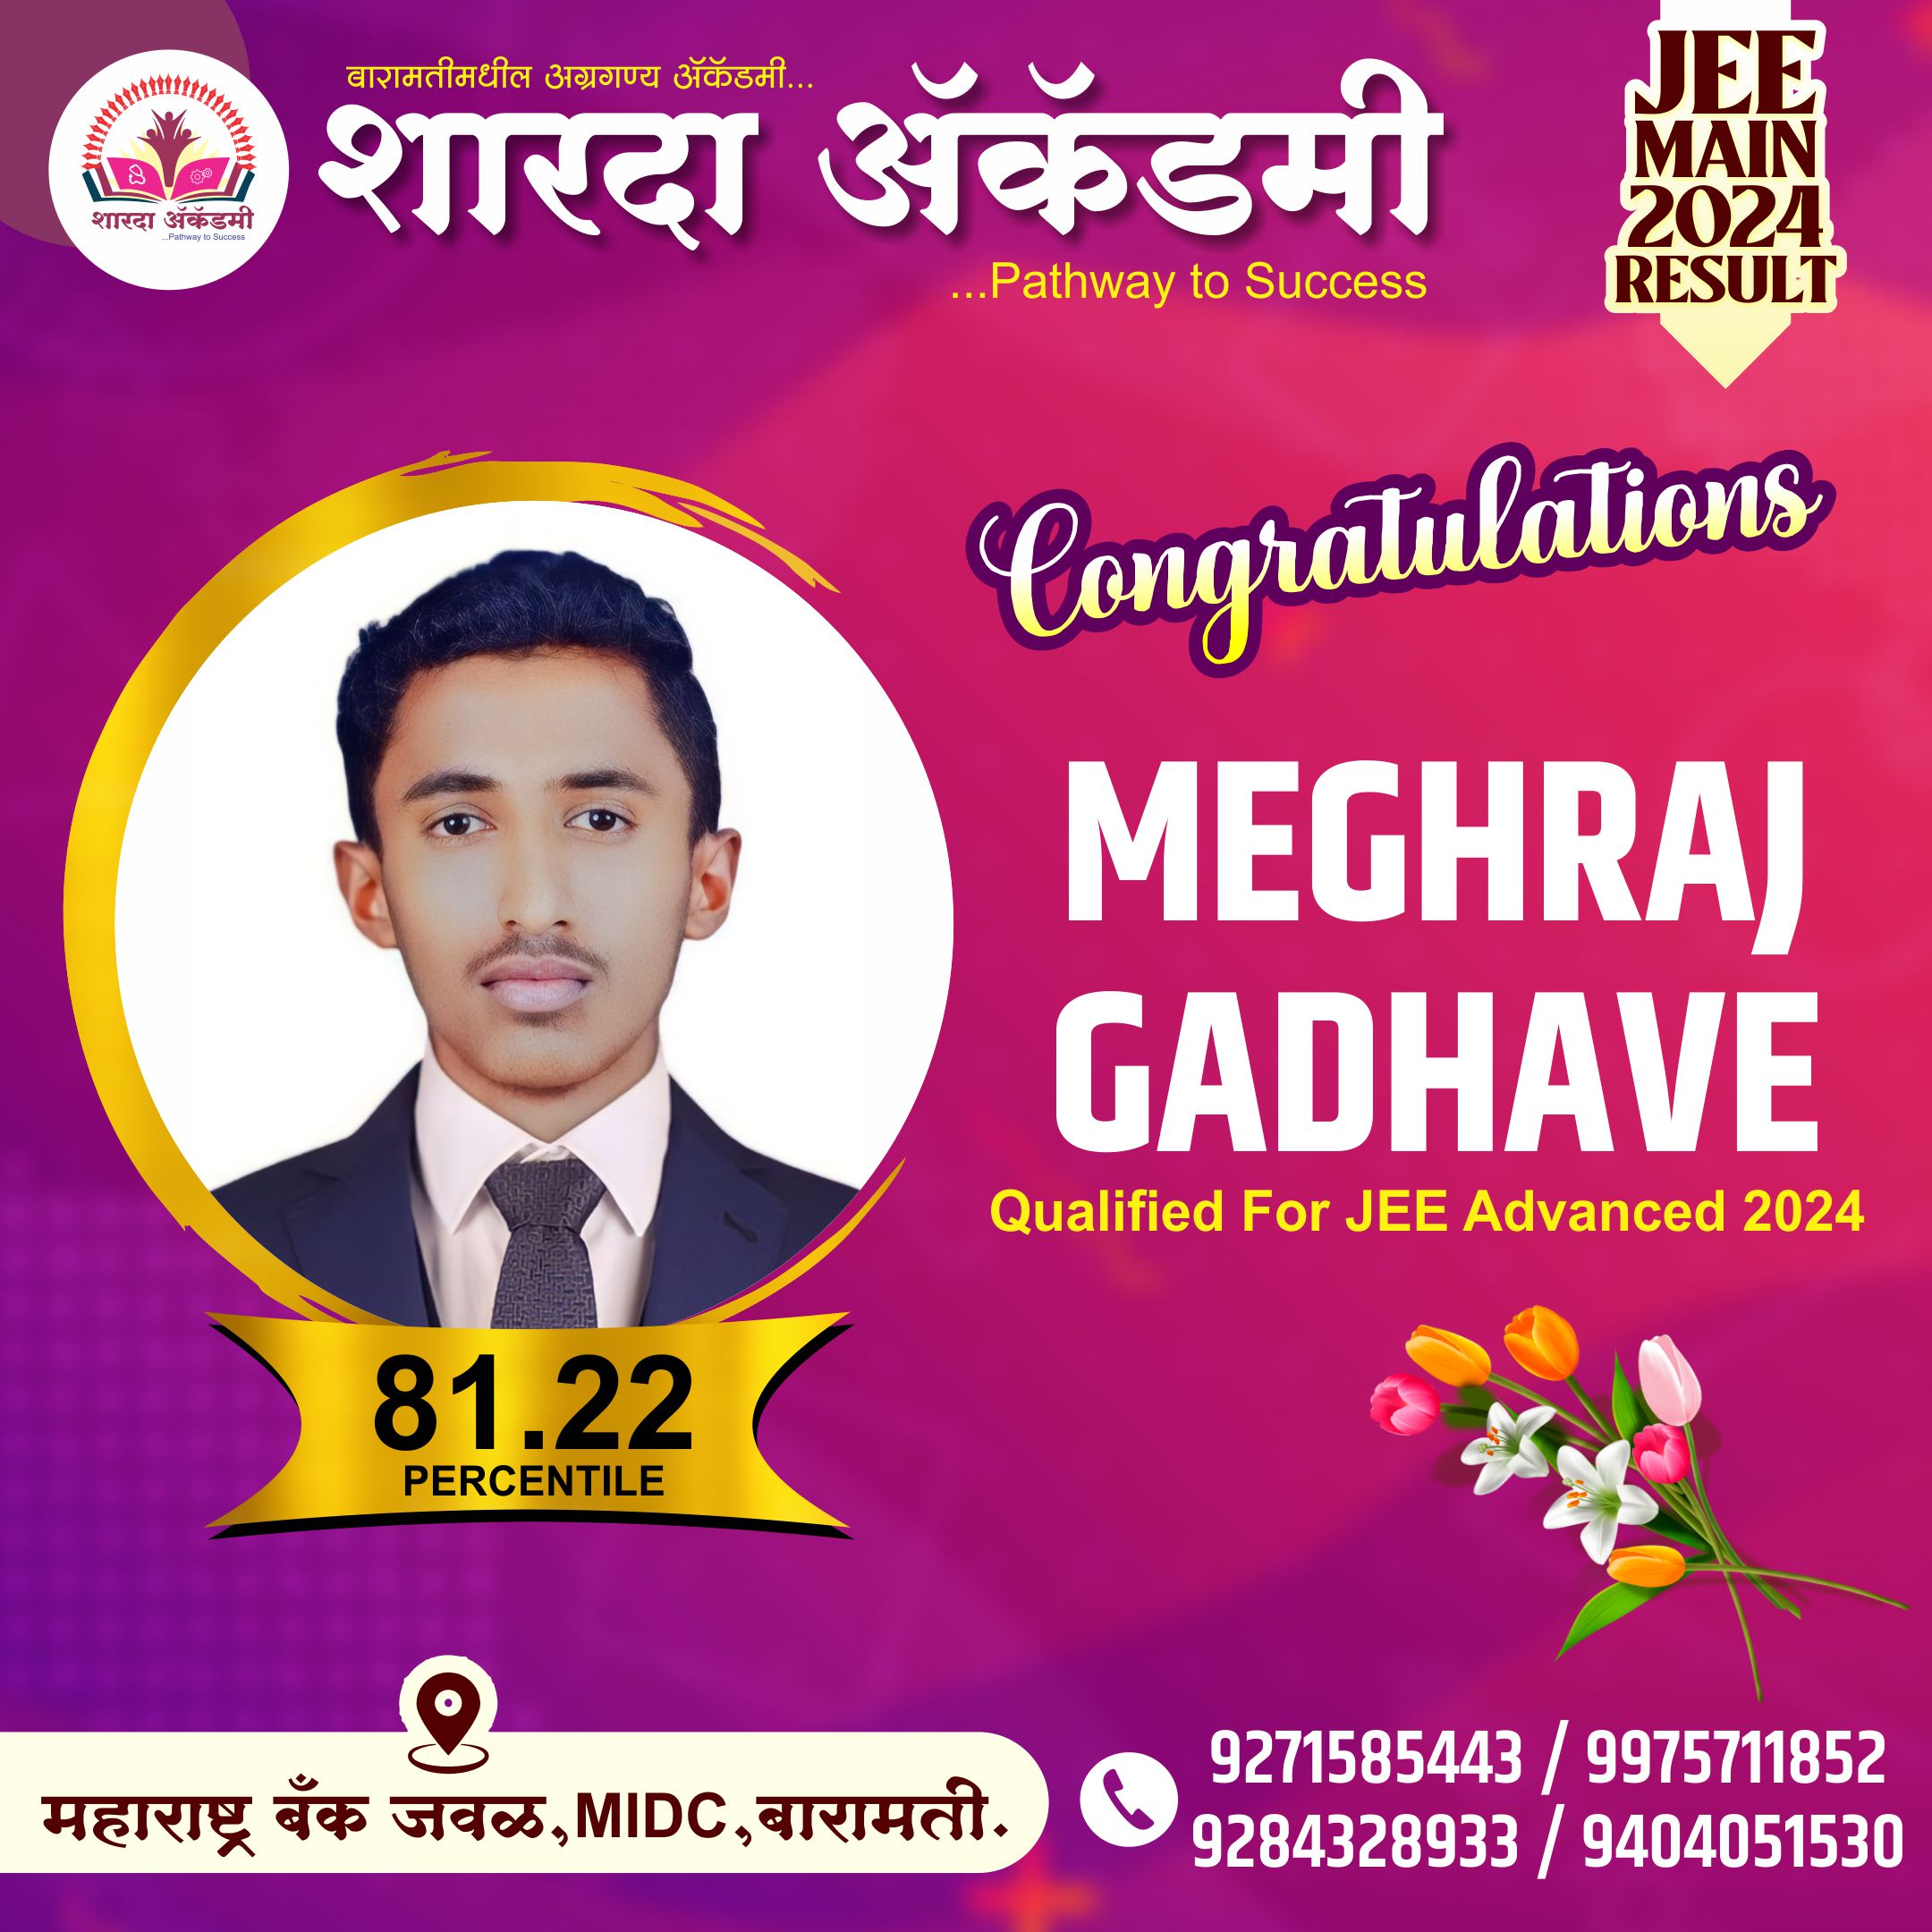 बारामतीमधील अग्रगण्य ॲकॅडमी...
शारदा ॲकॅडमी
...Pathway to Success
शारदा ॲकॅडमी
...Pathway to Success
JEE
MAIN
2024
RESULT
Congratulations
MEGHRAJ
GADHAVE
Qualified For JEE Advanced 2024
81.22
PERCENTILE
महाराष्ट्र बँक जवळ,MIDC,बारामती.
9271585443 / 9975711852
9284328933 / 9404051530